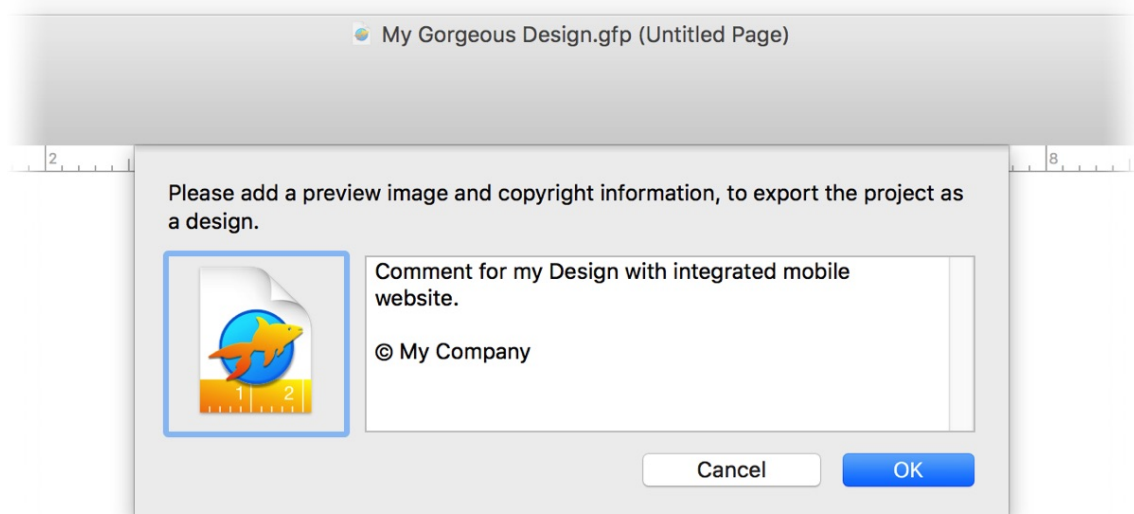 My Gorgeous Design.gfp (Untitled Page)
2
8
Please add a preview image and copyright information, to export the project as
a design.
Comment for my Design with integrated mobile
website.
© My Company
1 2
Cancel OK